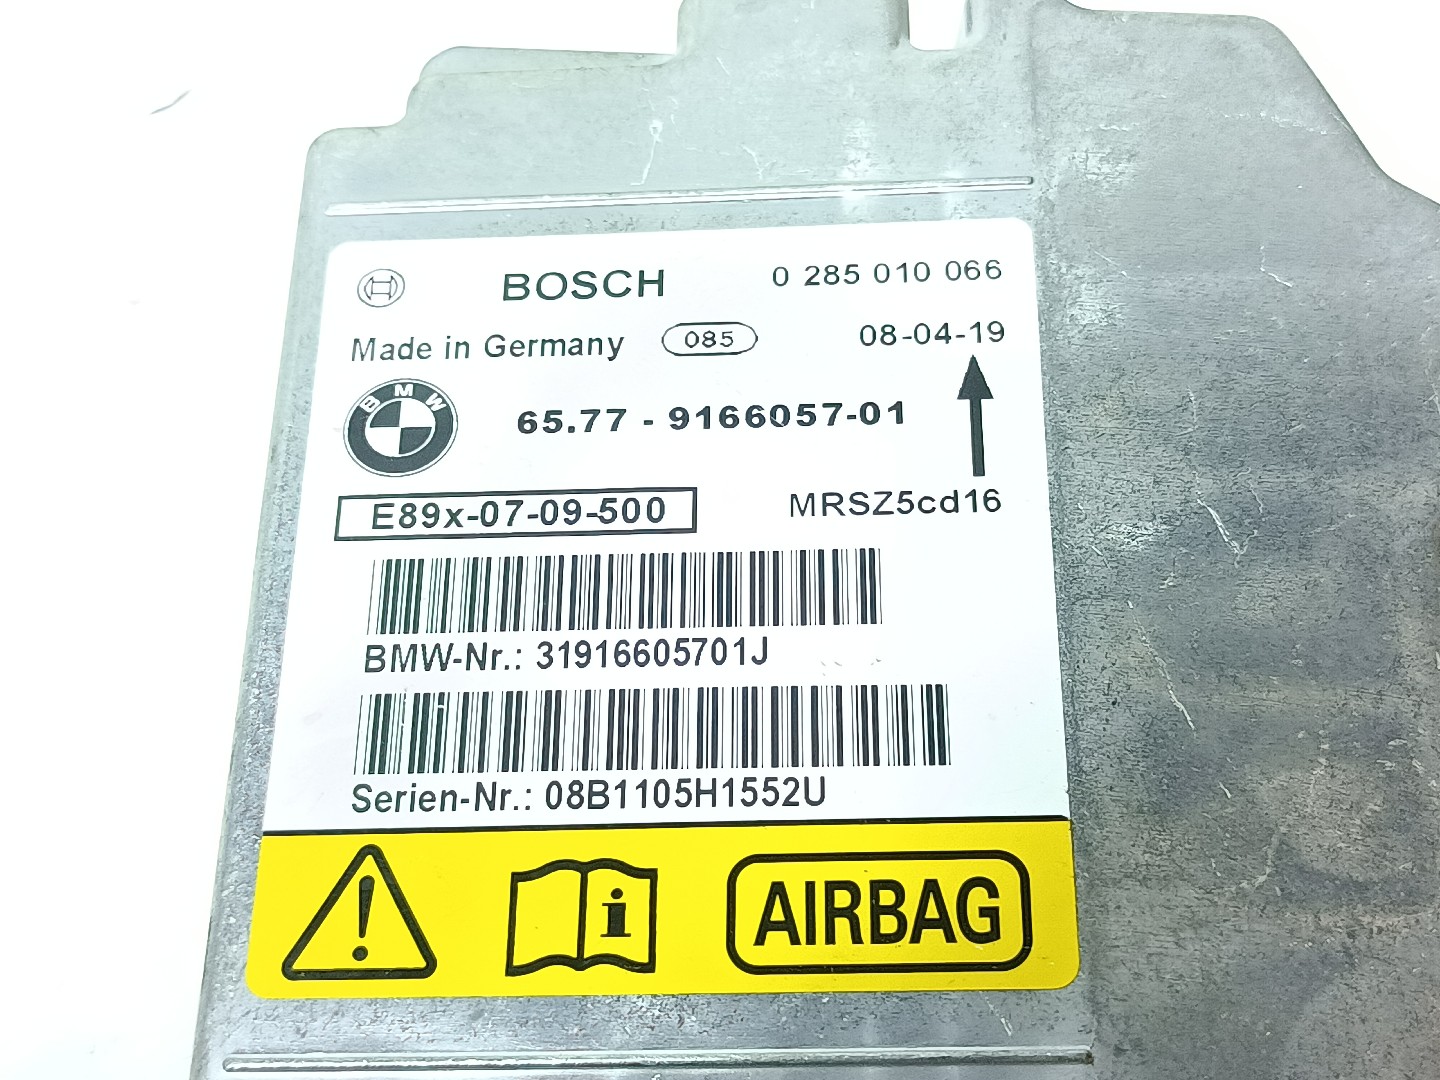 BOSCH 0 285 010 066
Made in Germany 085 08-04-19
BMW 65.77 - 9166057-01
E89x-07-09-500 MRSZ5cd16
BMW-Nr.: 31916605701J
Serien-Nr.: 08B1105H1552U
! i AIRBAG